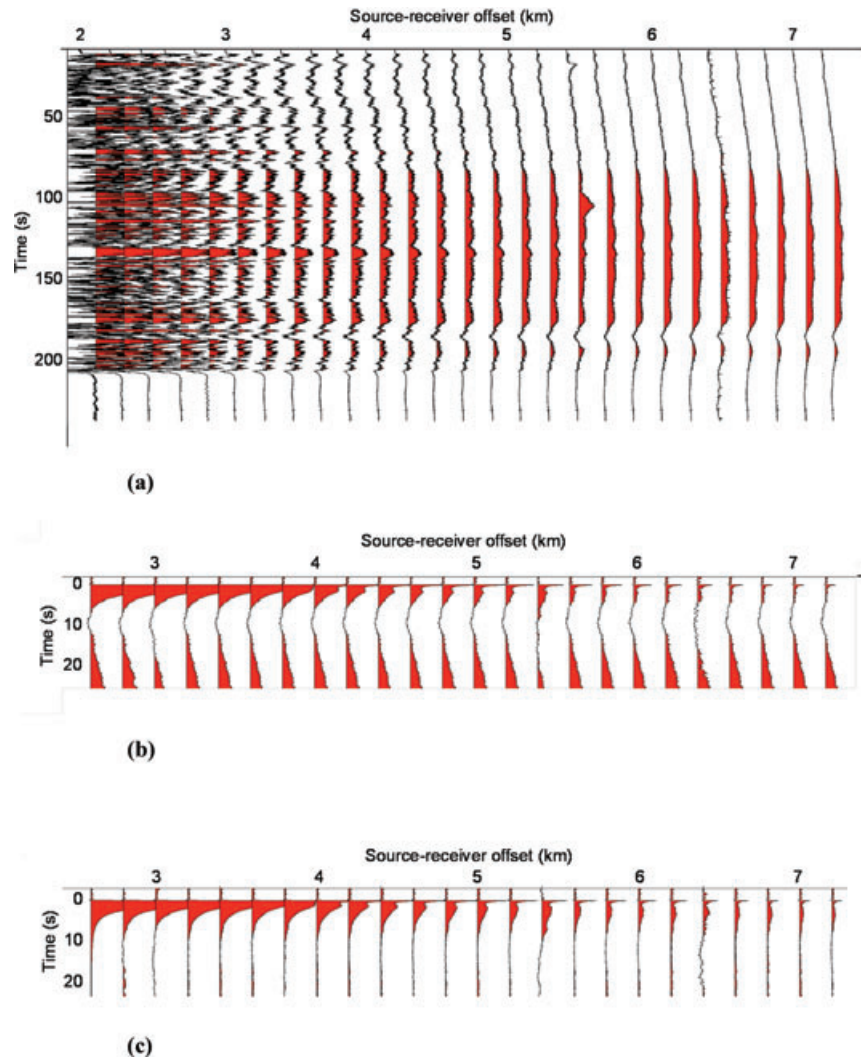 Source-receiver offset (km)
2 3 4 5 6 7
Time (s)
50
100
150
200
(a)
Source-receiver offset (km)
3 4 5 6 7
Time (s)
0
10
20
(b)
Source-receiver offset (km)
3 4 5 6 7
Time (s)
0
10
20
(c)